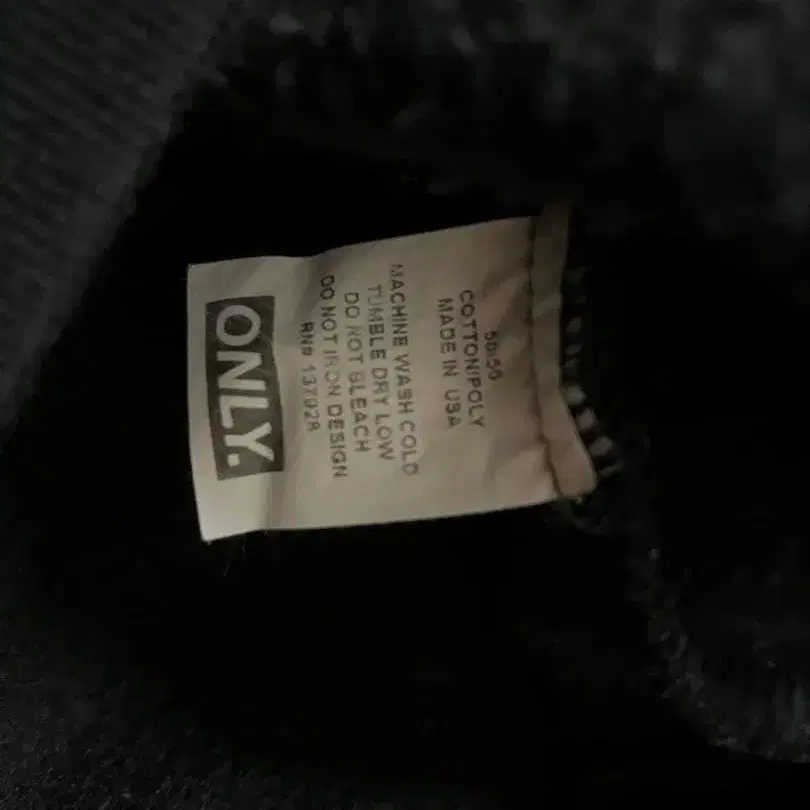 50/50
COTTON/POLY
MADE IN USA
MACHINE WASH COLD
TUMBLE DRY LOW
DO NOT BLEACH
DO NOT IRON DESIGN
RN# 137028
ONLY.